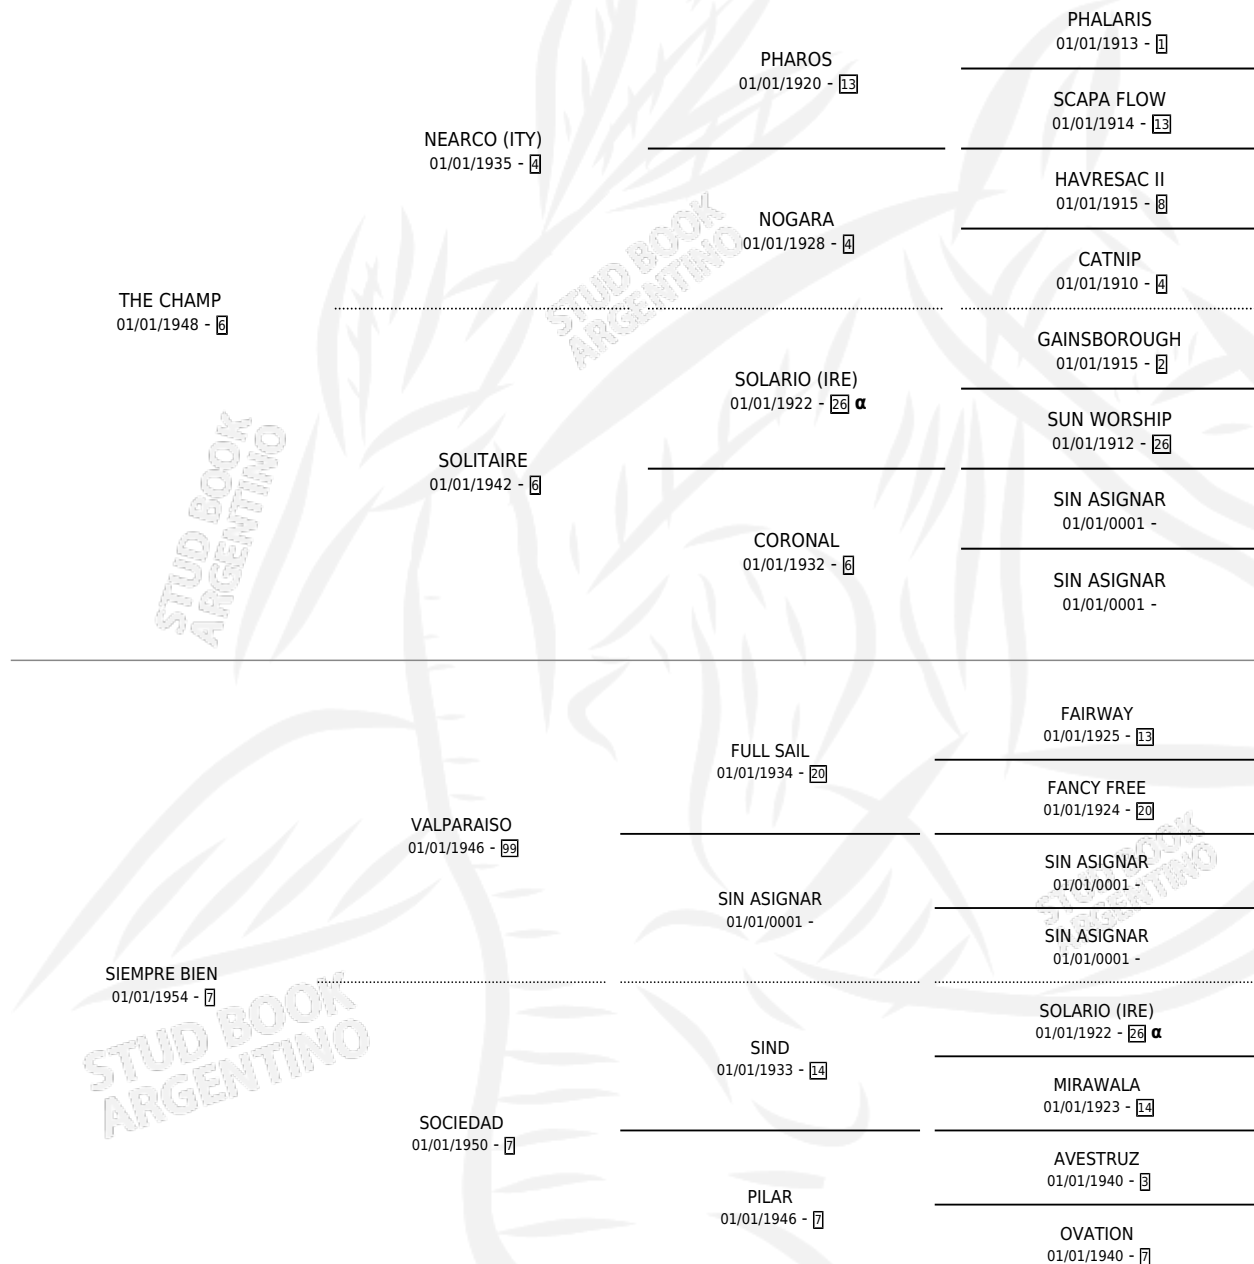 PHALARIS
01/01/1913 - 1
PHAROS
01/01/1920 - 13
SCAPA FLOW
01/01/1914 - 13
NEARCO (ITY)
01/01/1935 - 4
HAVRESAC II
01/01/1915 - 8
NOGARA
01/01/1928 - 4
CATNIP
01/01/1910 - 4
THE CHAMP
01/01/1948 - 6
GAINSBOROUGH
01/01/1915 - 2
SOLARIO (IRE)
01/01/1922 - 26 α
SUN WORSHIP
01/01/1912 - 26
SOLITAIRE
01/01/1942 - 6
SIN ASIGNAR
01/01/0001 -
CORONAL
01/01/1932 - 6
SIN ASIGNAR
01/01/0001 -
FAIRWAY
01/01/1925 - 13
FULL SAIL
01/01/1934 - 20
FANCY FREE
01/01/1924 - 20
VALPARAISO
01/01/1946 - 99
SIN ASIGNAR
01/01/0001 -
SIN ASIGNAR
01/01/0001 -
SIN ASIGNAR
01/01/0001 -
SIEMPRE BIEN
01/01/1954 - 7
SOLARIO (IRE)
01/01/1922 - 26 α
SIND
01/01/1933 - 14
MIRAWALA
01/01/1923 - 14
SOCIEDAD
01/01/1950 - 7
AVESTRUZ
01/01/1940 - 3
PILAR
01/01/1946 - 7
OVATION
01/01/1940 - 7
STUD BOOK
ARGENTINO
STUD BOOK
ARGENTINO
STUD BOOK
ARGENTINO
STUD BOOK
ARGENTINO